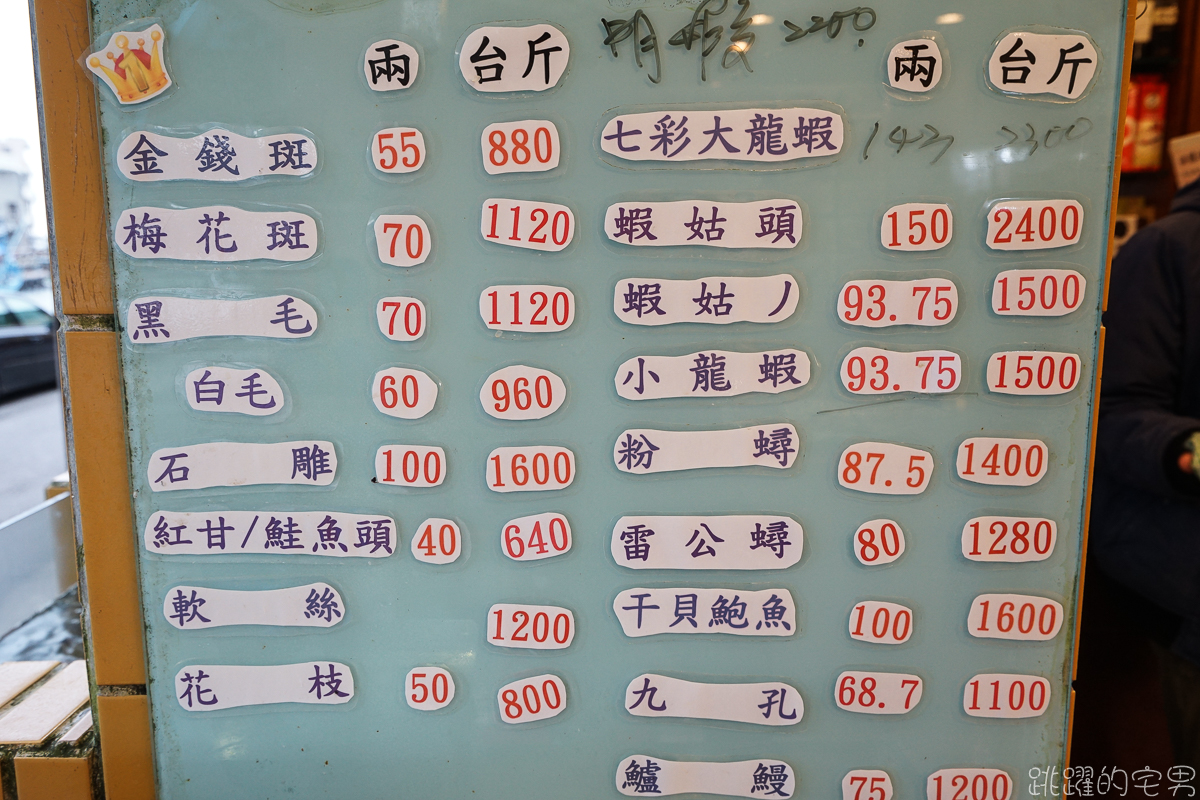 兩 台斤
金錢斑 55 880
梅花斑 70 1120
黑毛 70 1120
白毛 60 960
石雕 100 1600
紅甘/鮭魚頭 40 640
軟絲 1200
花枝 50 800
明蝦 2200
兩 台斤
七彩大龍蝦 143 2300
蝦姑頭 150 2400
蝦姑ノ 93.75 1500
小龍蝦 93.75 1500
粉蟳 87.5 1400
雷公蟳 80 1280
干貝鮑魚 100 1600
九孔 68.7 1100
鱸鰻 75 1200
跳躍的宅男